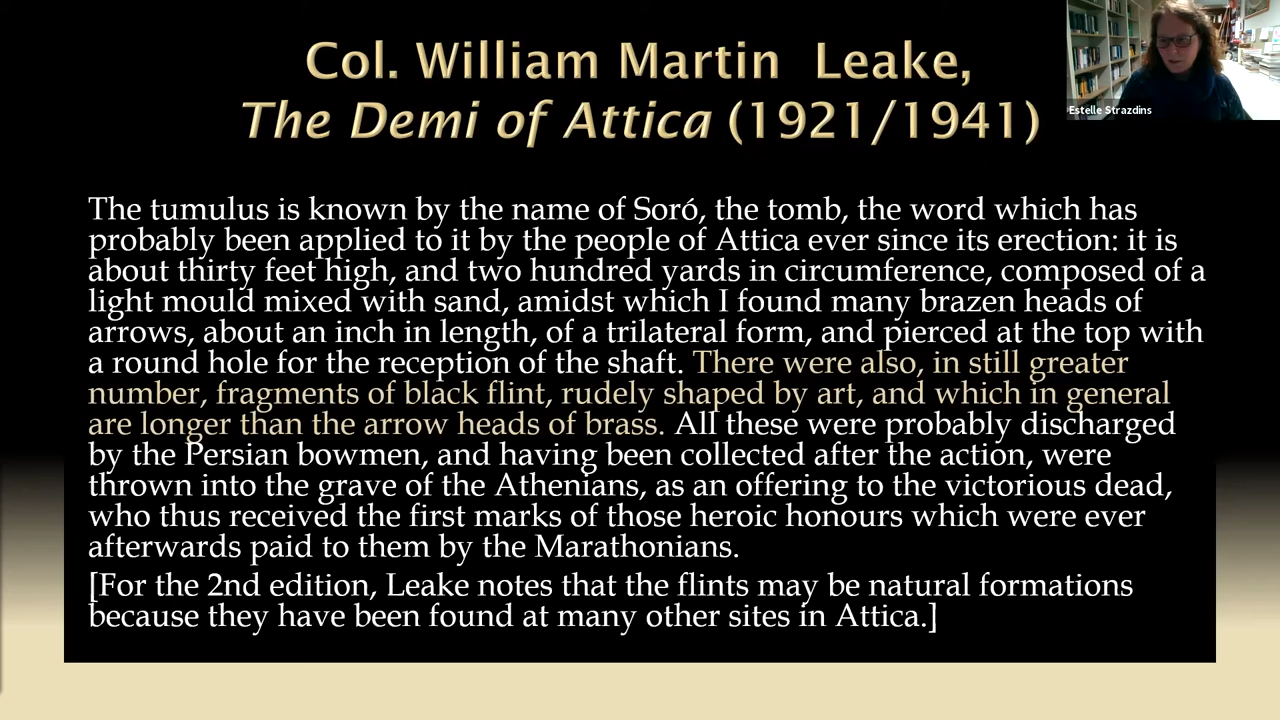 Col. William Martin Leake,
The Demi of Attica (1921/1941)
Estelle Strazdins
The tumulus is known by the name of Soró, the tomb, the word which has
probably been applied to it by the people of Attica ever since its erection: it is
about thirty feet high, and two hundred yards in circumference, composed of a
light mould mixed with sand, amidst which I found many brazen heads of
arrows, about an inch in length, of a trilateral form, and pierced at the top with
a round hole for the reception of the shaft. There were also, in still greater
number, fragments of black flint, rudely shaped by art, and which in general
are longer than the arrow heads of brass. All these were probably discharged
by the Persian bowmen, and having been collected after the action, were
thrown into the grave of the Athenians, as an offering to the victorious dead,
who thus received the first marks of those heroic honours which were ever
afterwards paid to them by the Marathonians.
[For the 2nd edition, Leake notes that the flints may be natural formations
because they have been found at many other sites in Attica.]